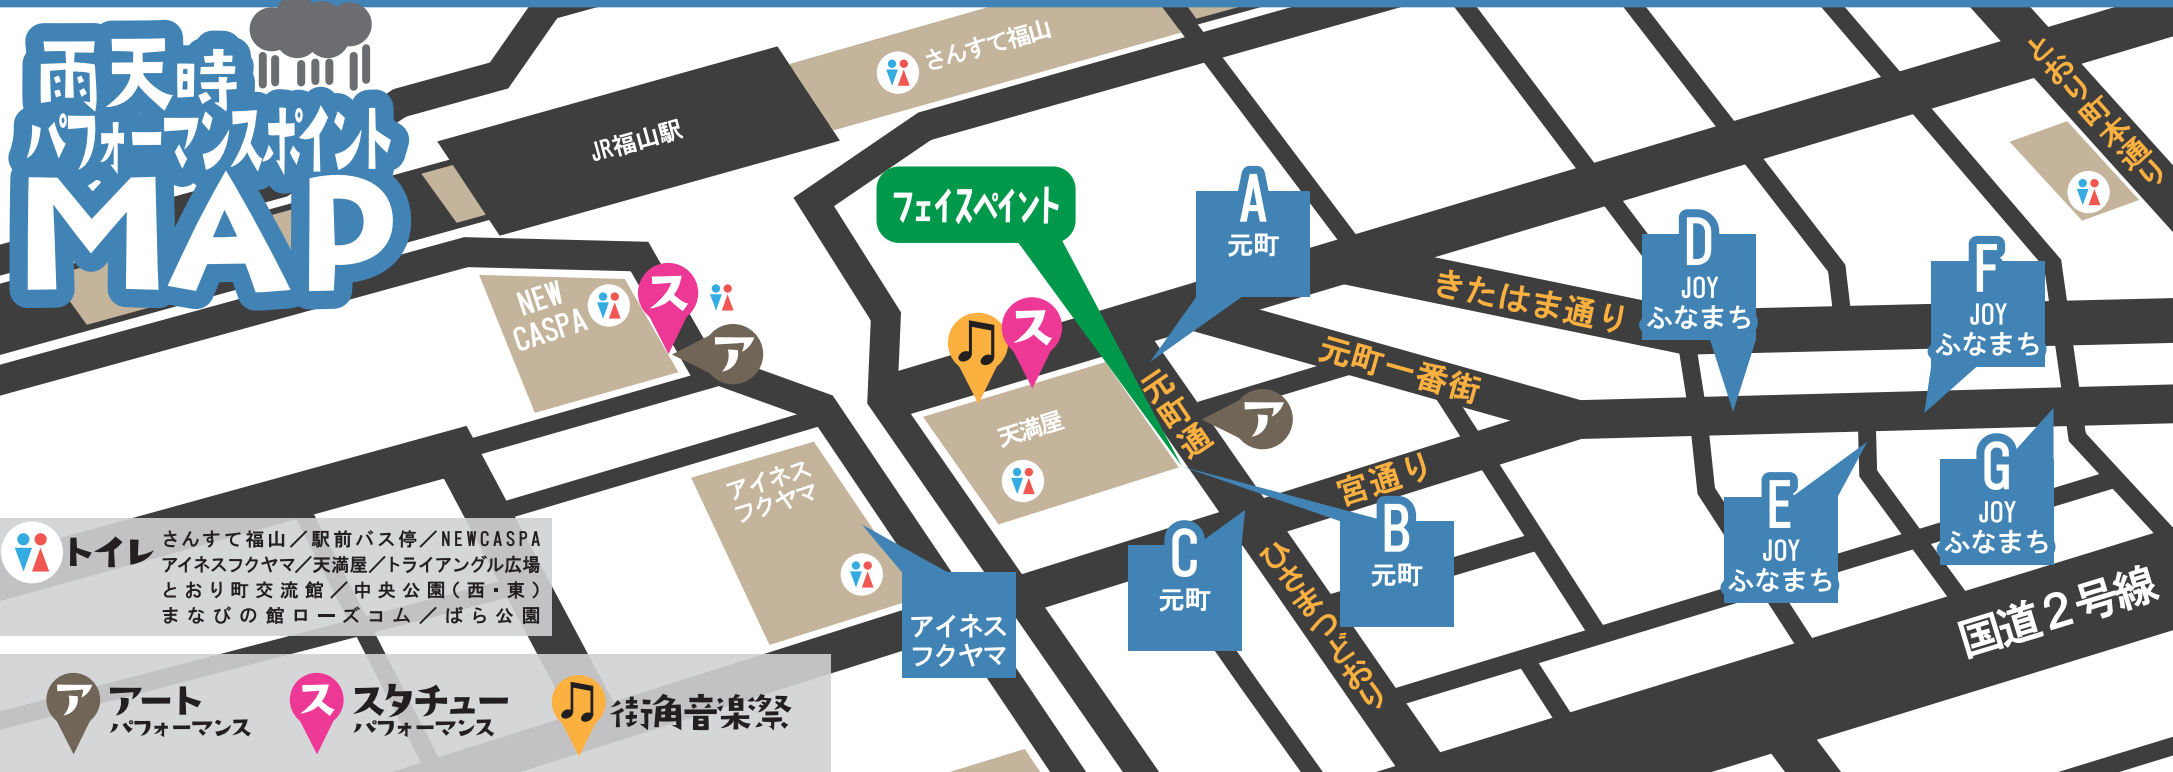 雨天時
パフォーマンスポイント
MAP
JR福山駅
さんすて福山
とおり町本通り
フェイスペイント
A
元町
D
JOY
ふなまち
F
JOY
ふなまち
きたはま通り
NEW
CASPA
ス
ア
♫
ス
元町通
元町一番街
ア
天満屋
宮通り
アイネス
フクヤマ
B
元町
C
元町
E
JOY
ふなまち
G
JOY
ふなまち
ひさまつどおり
国道2号線
アイネス
フクヤマ
トイレ
さんすて福山／駅前バス停／NEWCASPA
アイネスフクヤマ／天満屋／トライアングル広場
とおり町交流館／中央公園（西・東）
まなびの館ローズコム／ばら公園
ア
アート
パフォーマンス
ス
スタチュー
パフォーマンス
♫
街角音楽祭